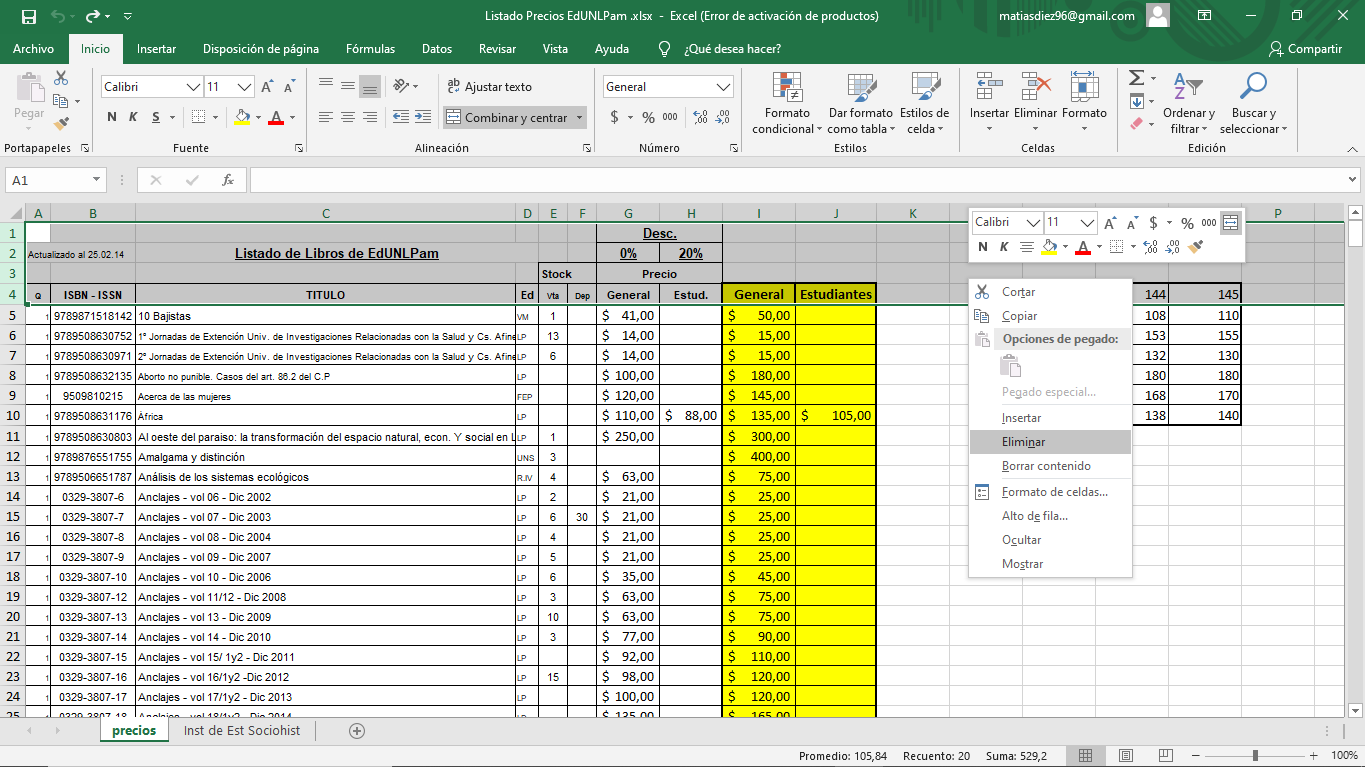 Listado Precios EdUNLPam .xlsx - Excel (Error de activación de productos)
matiasdiez96@gmail.com
Archivo Inicio Insertar Disposición de página Fórmulas Datos Revisar Vista Ayuda ¿Qué desea hacer? Compartir
Pegar
Calibri 11
N K S
Ajustar texto
Combinar y centrar
General
$ % 000
Formato condicional
Dar formato como tabla
Estilos de celda
Insertar Eliminar Formato
Ordenar y filtrar
Buscar y seleccionar
Portapapeles Fuente Alineación Número Estilos Celdas Edición
A1 fx
A B C D E F G H I J K P
1 Desc.
2 Actualizado al 25.02.14 Listado de Libros de EdUNLPam 0% 20%
3 Stock Precio
4 Q ISBN - ISSN TITULO Ed Vta Dep General Estud. General Estudiantes 144 145
5 1 9789871518142 10 Bajistas VM 1 $ 41,00 $ 50,00 108 110
6 1 9789508630752 1ª Jornadas de Extención Univ. de Investigaciones Relacionadas con la Salud y Cs. Afine LP 13 $ 14,00 $ 15,00 153 155
7 1 9789508630971 2ª Jornadas de Extención Univ. de Investigaciones Relacionadas con la Salud y Cs. Afine LP 6 $ 14,00 $ 15,00 132 130
8 1 9789508632135 Aborto no punible. Casos del art. 86.2 del C.P LP $ 100,00 $ 180,00 180 180
9 1 9509810215 Acerca de las mujeres FEP $ 120,00 $ 145,00 168 170
10 1 9789508631176 África LP $ 110,00 $ 88,00 $ 135,00 $ 105,00 138 140
11 1 9789508630803 Al oeste del paraiso: la transformación del espacio natural, econ. Y social en L LP 1 $ 250,00 $ 300,00
12 1 9789876551755 Amalgama y distinción UNS 3 $ 400,00
13 1 9789506651787 Análisis de los sistemas ecológicos R.IV 4 $ 63,00 $ 75,00
14 1 0329-3807-6 Anclajes - vol 06 - Dic 2002 LP 2 $ 21,00 $ 25,00
15 1 0329-3807-7 Anclajes - vol 07 - Dic 2003 LP 6 30 $ 21,00 $ 25,00
16 1 0329-3807-8 Anclajes - vol 08 - Dic 2004 LP 4 $ 21,00 $ 25,00
17 1 0329-3807-9 Anclajes - vol 09 - Dic 2007 LP 5 $ 21,00 $ 25,00
18 1 0329-3807-10 Anclajes - vol 10 - Dic 2006 LP 6 $ 35,00 $ 45,00
19 1 0329-3807-12 Anclajes - vol 11/12 - Dic 2008 LP 3 $ 63,00 $ 75,00
20 1 0329-3807-13 Anclajes - vol 13 - Dic 2009 LP 10 $ 63,00 $ 75,00
21 1 0329-3807-14 Anclajes - vol 14 - Dic 2010 LP 3 $ 77,00 $ 90,00
22 1 0329-3807-15 Anclajes - vol 15/ 1y2 - Dic 2011 LP $ 92,00 $ 110,00
23 1 0329-3807-16 Anclajes - vol 16/1y2 -Dic 2012 LP 15 $ 98,00 $ 120,00
24 1 0329-3807-17 Anclajes - vol 17/1y2 - Dic 2013 LP $ 100,00 $ 120,00
25 1 0329-3807-18 Anclajes - vol 18/1y2 - Dic 2014 LP $ 135,00 $ 165,00
Calibri 11 $ % 000
N K
Cortar
Copiar
Opciones de pegado:
Pegado especial...
Insertar
Eliminar
Borrar contenido
Formato de celdas...
Alto de fila...
Ocultar
Mostrar
precios Inst de Est Sociohist
Promedio: 105,84 Recuento: 20 Suma: 529,2 100%